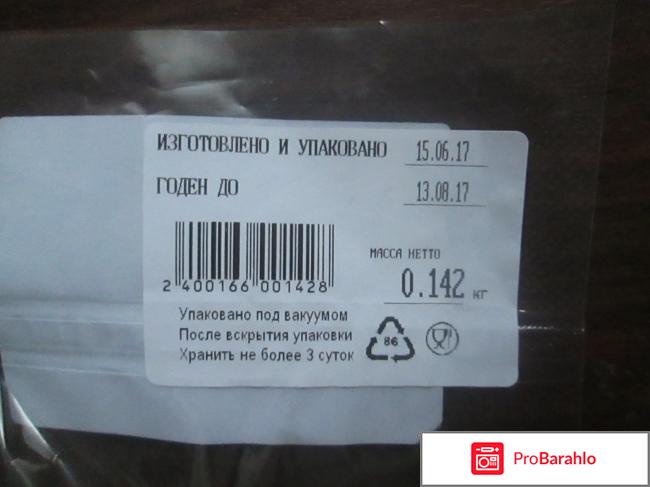 ИЗГОТОВЛЕНО И УПАКОВАНО 15.06.17
ГОДЕН ДО 13.08.17
МАССА НЕТТО
0.142 кг
2 400166 001428
Упаковано под вакуумом
После вскрытия упаковки
Хранить не более 3 суток
86
ProBarahlo